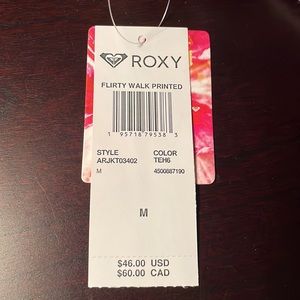 ROXY
FLIRTY WALK PRINTED
1 95718 79538 3
STYLE COLOR
ARJKT03402 TEH6
M 4500887190
M
$46.00 USD
$60.00 CAD